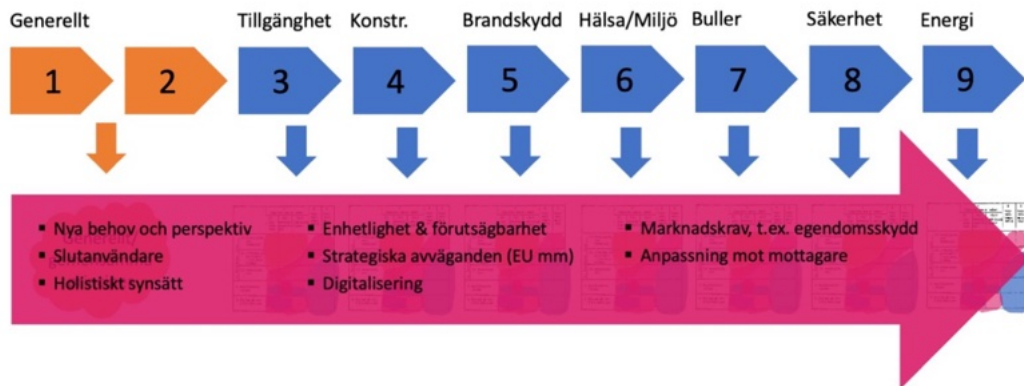 Generellt
Tillgänghet
Konstr.
Brandskydd
Hälsa/Miljö
Buller
Säkerhet
Energi
1
2
3
4
5
6
7
8
9
▪ Nya behov och perspektiv
▪ Slutanvändare
▪ Holistiskt synsätt
▪ Enhetlighet & förutsägbarhet
▪ Strategiska avväganden (EU mm)
▪ Digitalisering
▪ Marknadskrav, t.ex. egendomsskydd
▪ Anpassning mot mottagare